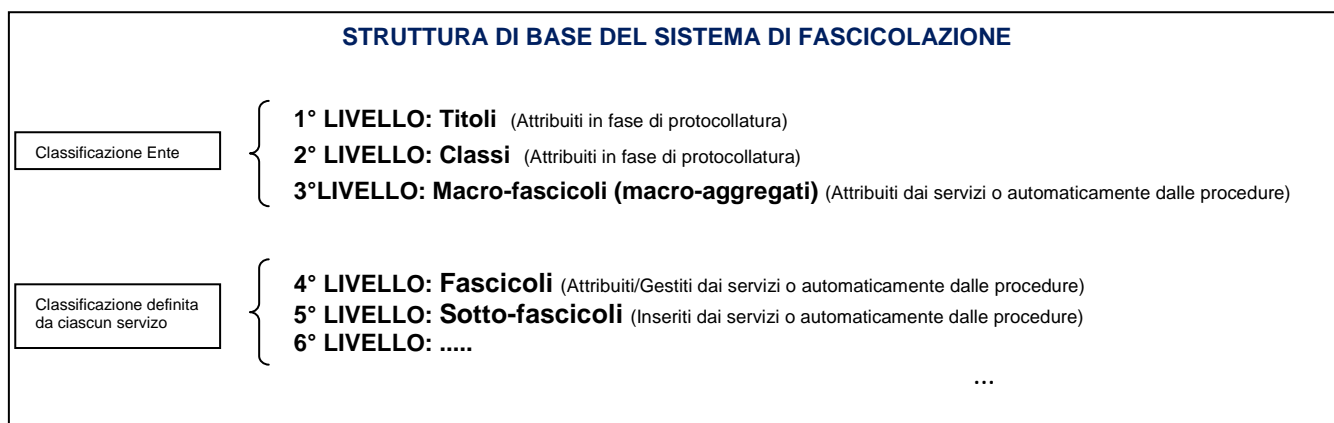 STRUTTURA DI BASE DEL SISTEMA DI FASCICOLAZIONE
Classificazione Ente
1° LIVELLO: Titoli (Attribuiti in fase di protocollatura)
2° LIVELLO: Classi (Attribuiti in fase di protocollatura)
3°LIVELLO: Macro-fascicoli (macro-aggregati) (Attribuiti dai servizi o automaticamente dalle procedure)
Classificazione definita
da ciascun servizo
4° LIVELLO: Fascicoli (Attribuiti/Gestiti dai servizi o automaticamente dalle procedure)
5° LIVELLO: Sotto-fascicoli (Inseriti dai servizi o automaticamente dalle procedure)
6° LIVELLO: .....
...